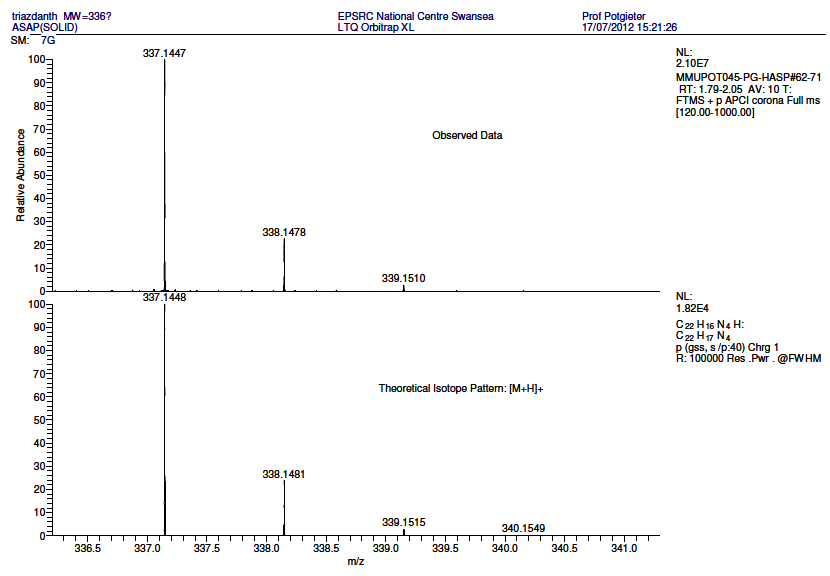 triazdanth MW=336?
EPSRC National Centre Swansea
Prof Potgieter
ASAP(SOLID)
LTQ Orbitrap XL
17/07/2012 15:21:26
SM: 7G
NL:
2.10E7
MMUPOT045-PG-HASP#62-71
RT: 1.79-2.05 AV: 10 T:
FTMS + p APCI corona Full ms
[120.00-1000.00]
337.1447
Observed Data
338.1478
339.1510
100
90
80
70
60
50
40
30
20
10
0
Relative Abundance
NL:
1.82E4
C22 H16 N4 H:
C22 H17 N4
p (gss, s /p:40) Chrg 1
R: 100000 Res .Pwr . @FWHM
337.1448
Theoretical Isotope Pattern: [M+H]+
338.1481
339.1515
340.1549
100
90
80
70
60
50
40
30
20
10
0
336.5 337.0 337.5 338.0 338.5 339.0 339.5 340.0 340.5 341.0
m/z